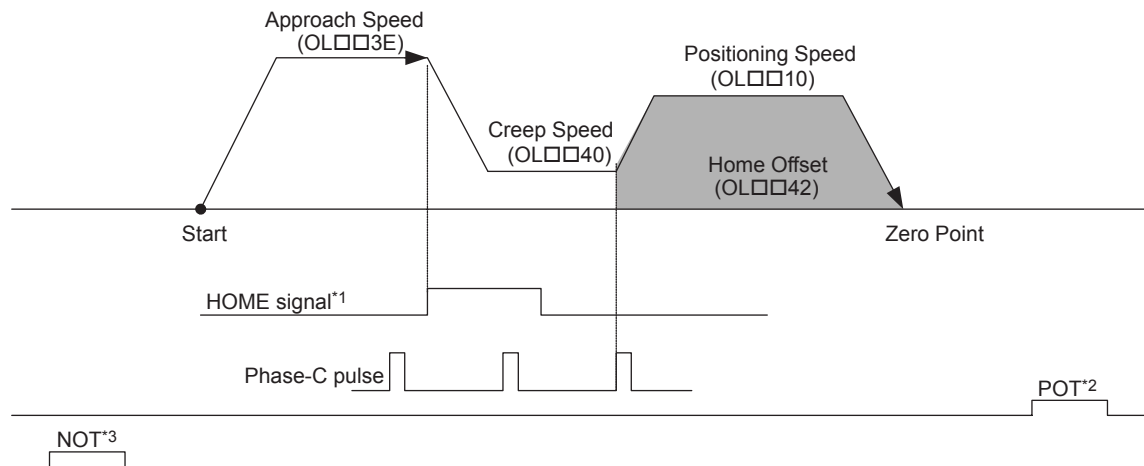 Approach Speed
(OL□□3E)
Positioning Speed
(OL□□10)
Creep Speed
(OL□□40)
Home Offset
(OL□□42)
Start
Zero Point
HOME signal*1
Phase-C pulse
POT*2
NOT*3